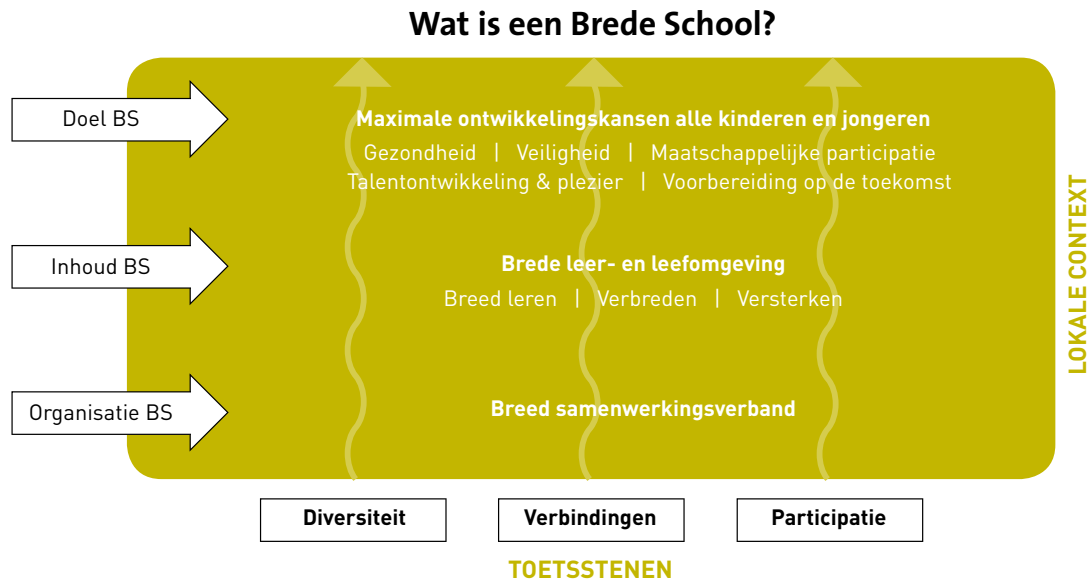 Wat is een Brede School?
Doel BS
Maximale ontwikkelingskansen alle kinderen en jongeren
Gezondheid | Veiligheid | Maatschappelijke participatie
Talentontwikkeling & plezier | Voorbereiding op de toekomst
Inhoud BS
Brede leer- en leefomgeving
Breed leren | Verbreden | Versterken
Organisatie BS
Breed samenwerkingsverband
LOKALE CONTEXT
Diversiteit
Verbindingen
Participatie
TOETSSTENEN